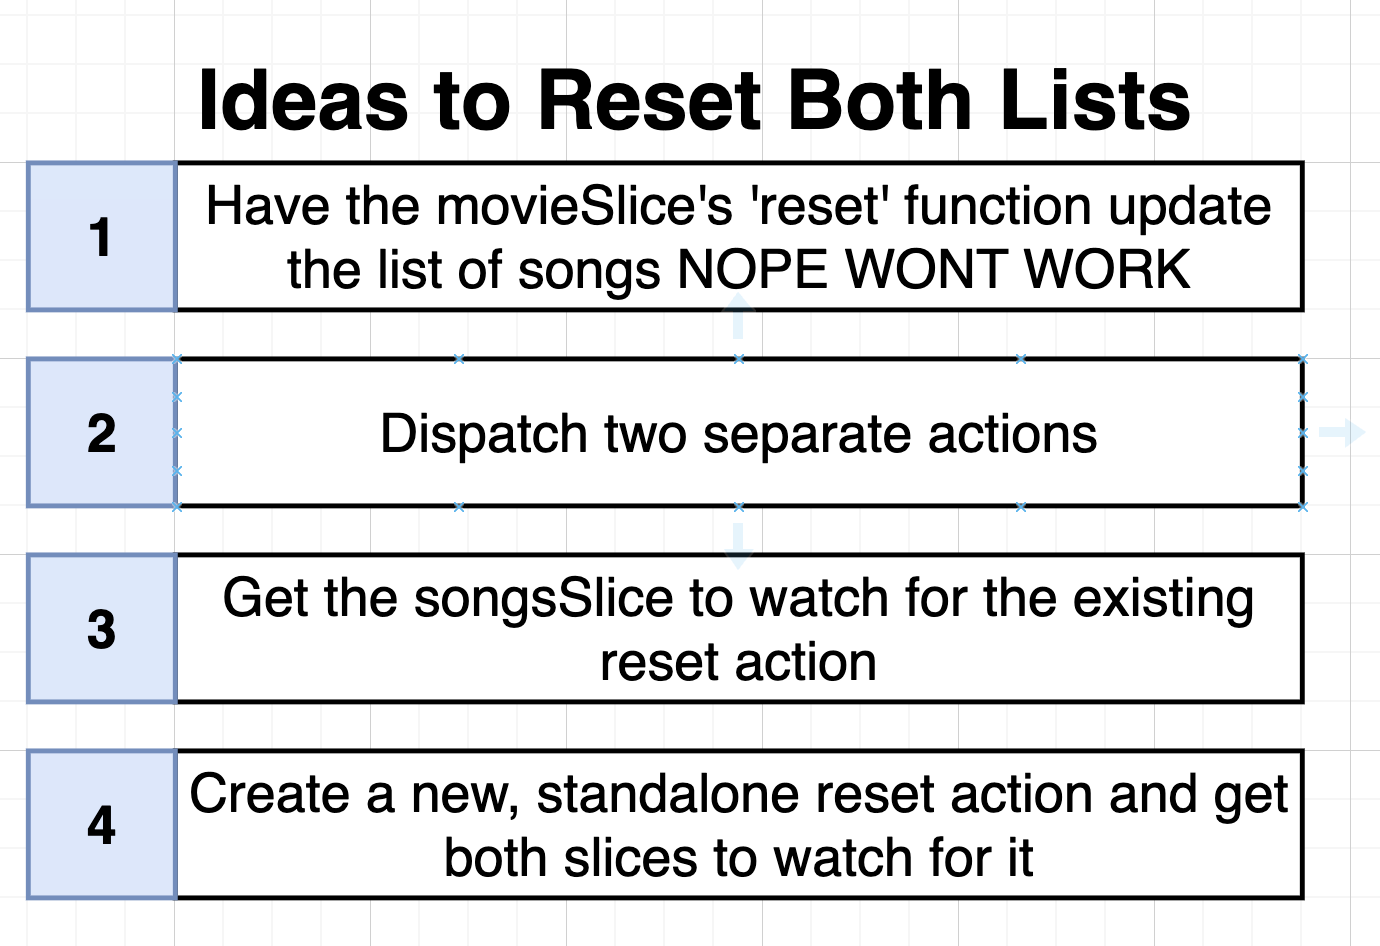 Ideas to Reset Both Lists
1
Have the movieSlice's 'reset' function update
the list of songs NOPE WONT WORK
2
Dispatch two separate actions
3
Get the songsSlice to watch for the existing
reset action
4
Create a new, standalone reset action and get
both slices to watch for it